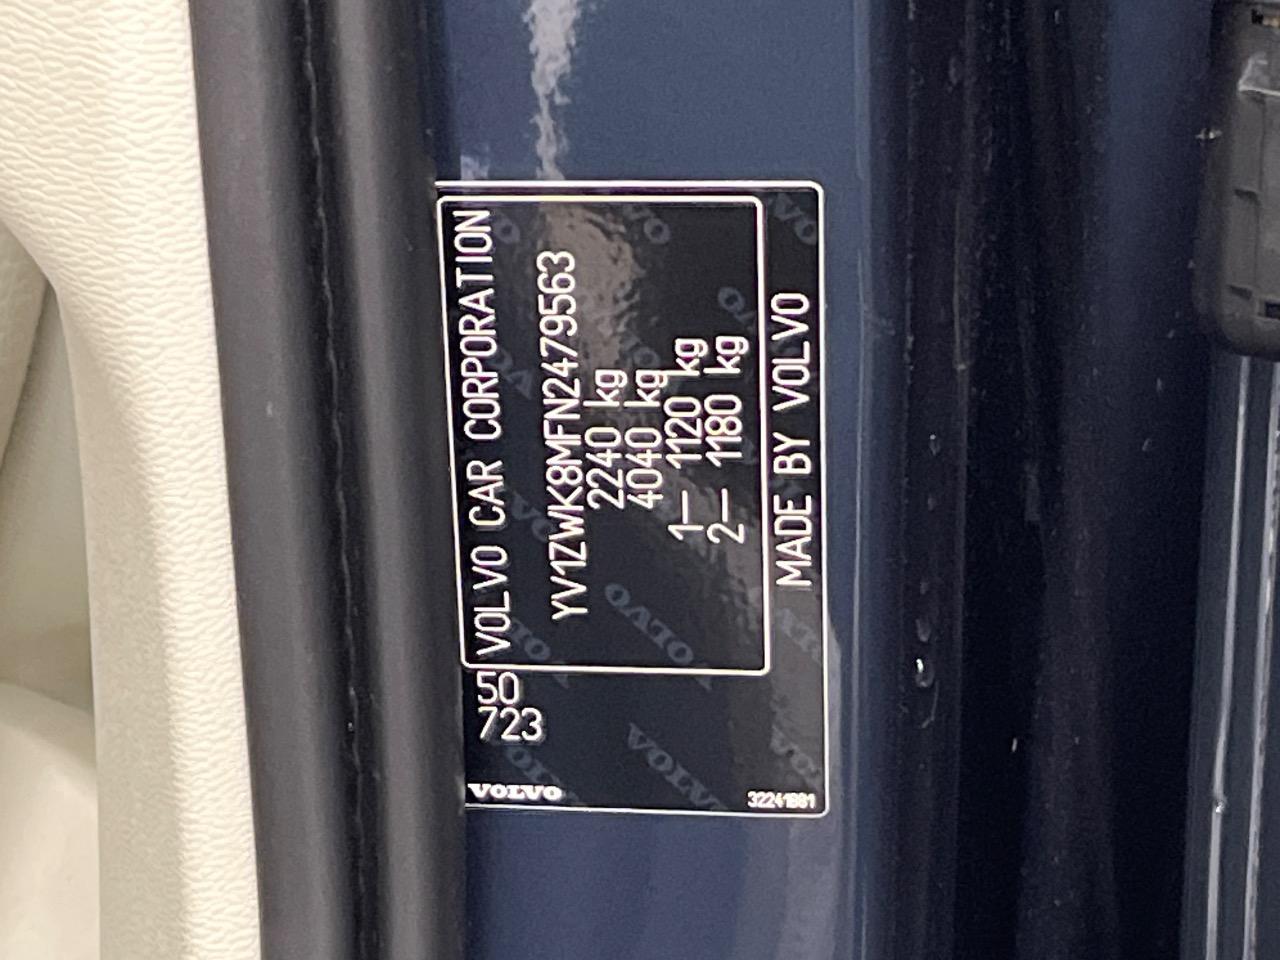 VOLVO CAR CORPORATION
YV1ZWK8MFN2479563
2240 kg
4040 kg
1— 1120 kg
2— 1180 kg
MADE BY VOLVO
50
723
VOLVO